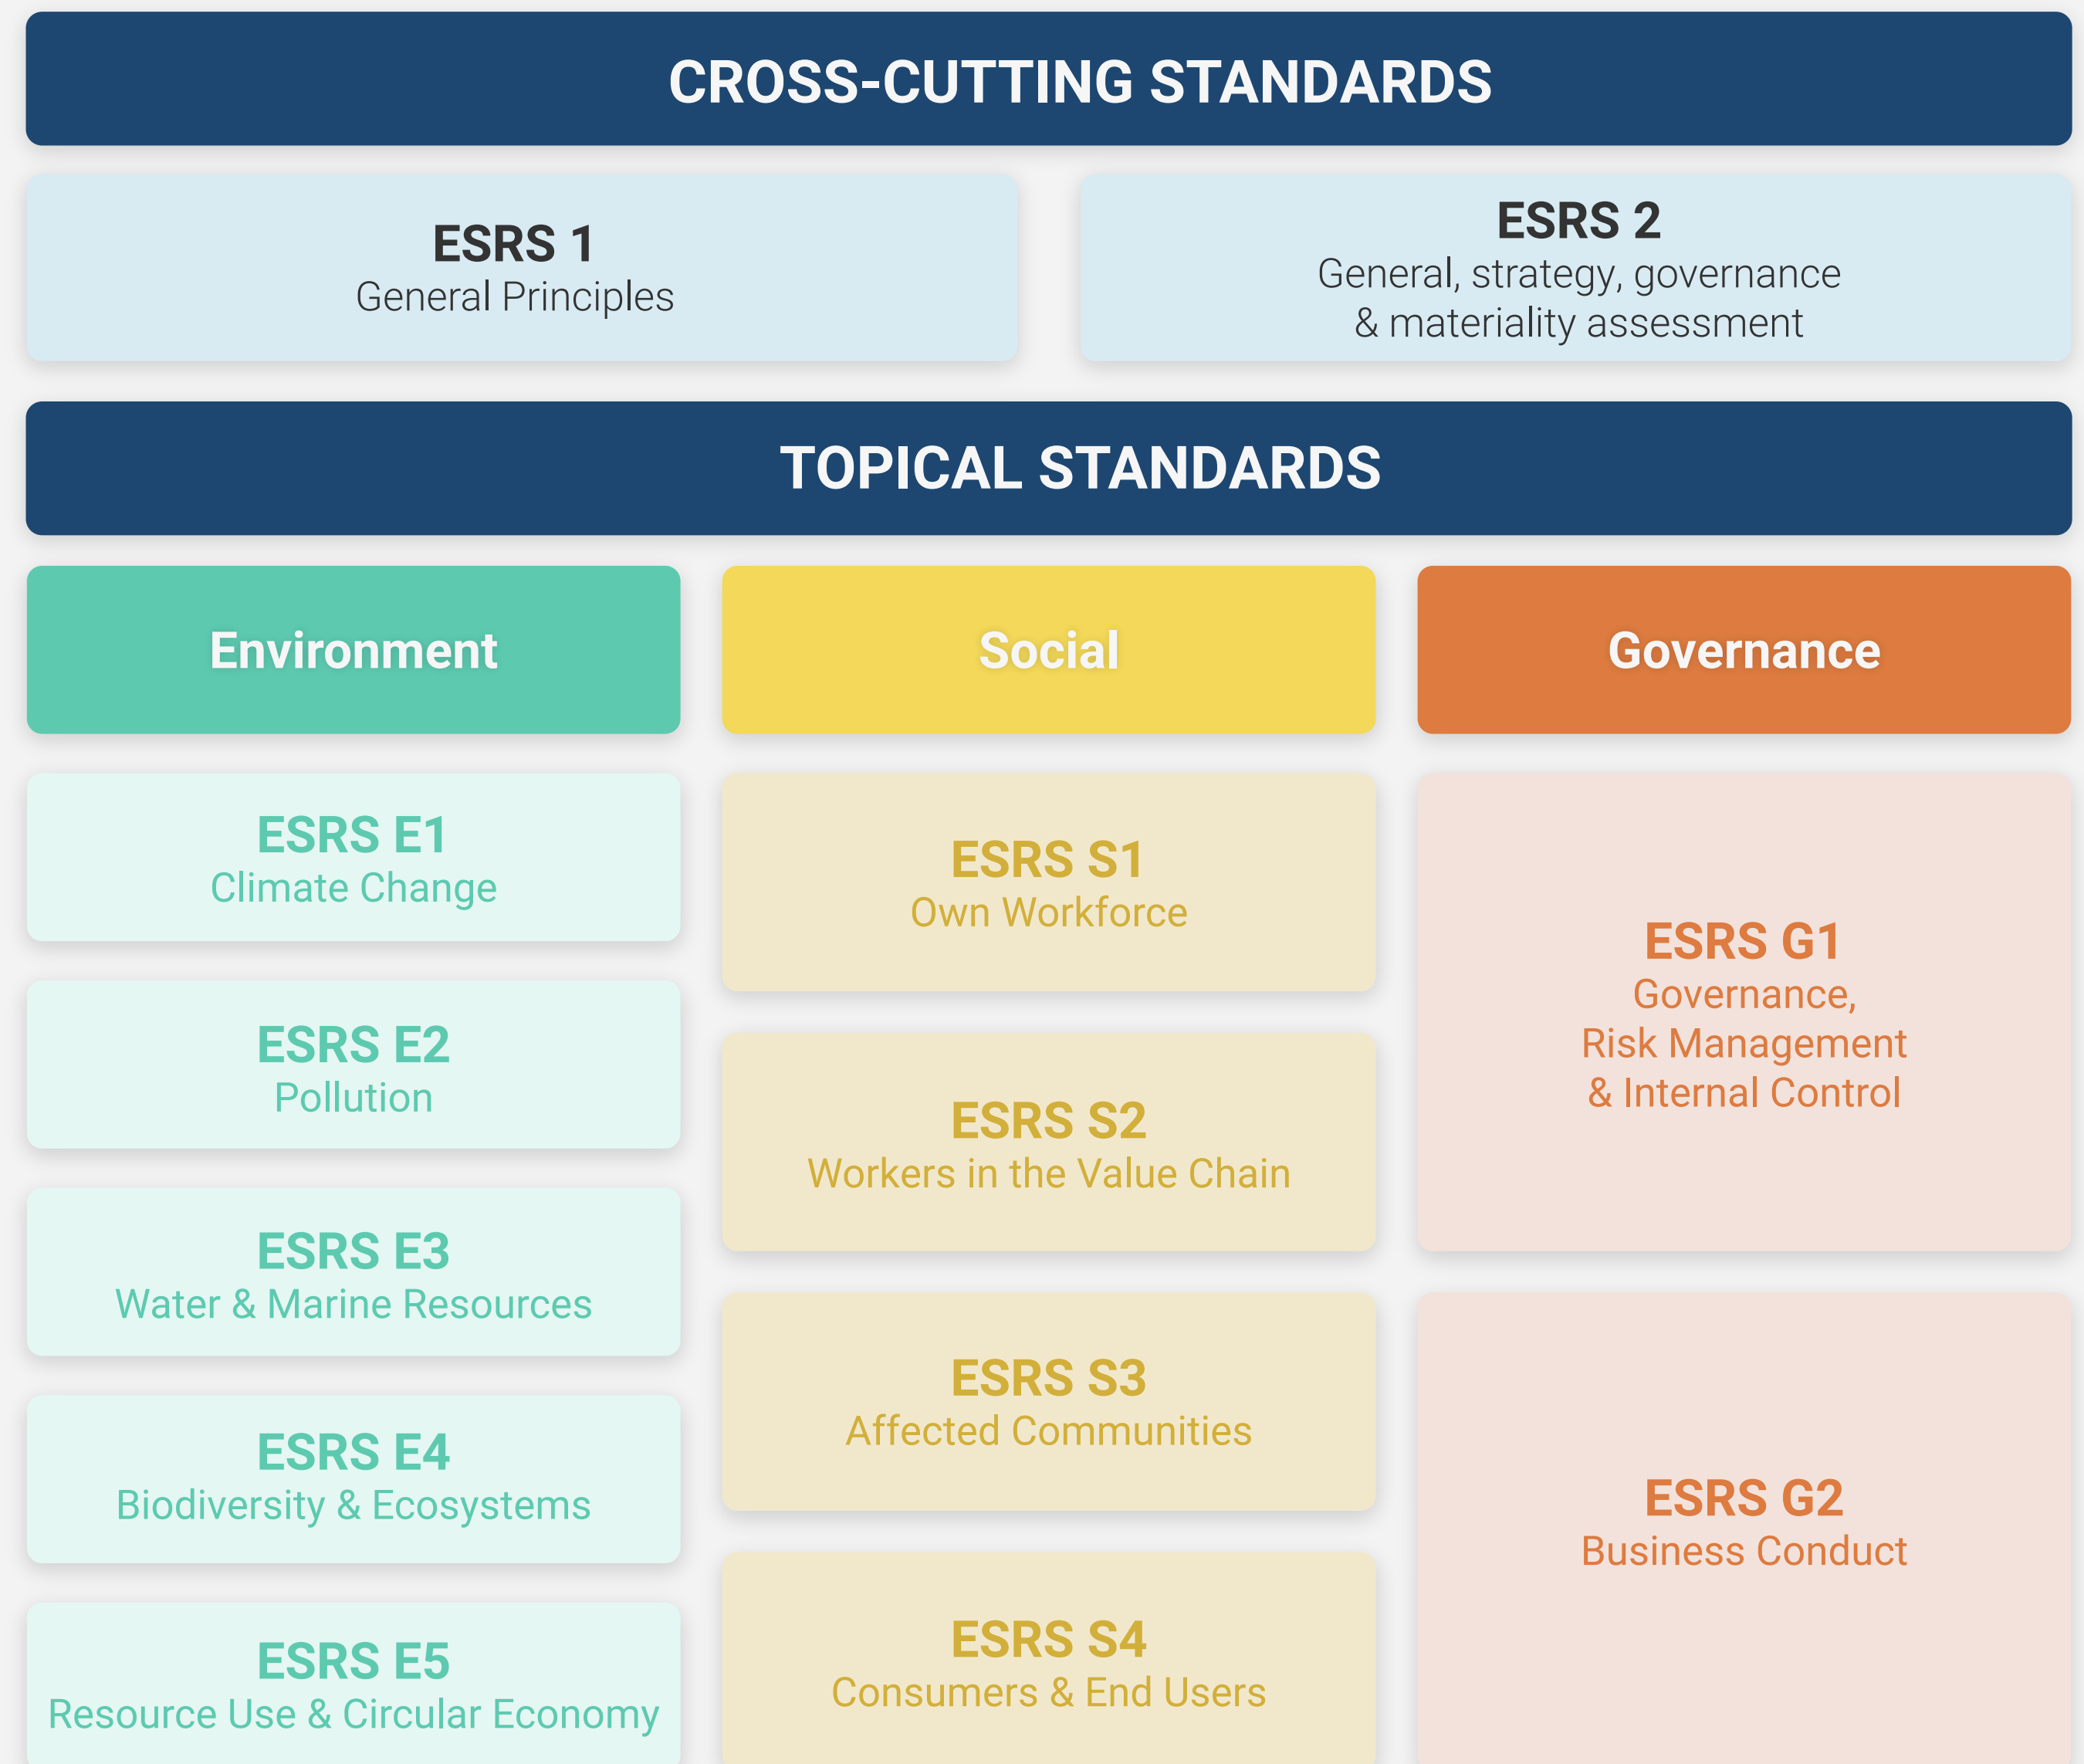 CROSS-CUTTING STANDARDS
ESRS 1
General Principles
ESRS 2
General, strategy, governance
& materiality assessment
TOPICAL STANDARDS
Environment
Social
Governance
ESRS E1
Climate Change
ESRS E2
Pollution
ESRS E3
Water & Marine Resources
ESRS E4
Biodiversity & Ecosystems
ESRS E5
Resource Use & Circular Economy
ESRS S1
Own Workforce
ESRS S2
Workers in the Value Chain
ESRS S3
Affected Communities
ESRS S4
Consumers & End Users
ESRS G1
Governance,
Risk Management
& Internal Control
ESRS G2
Business Conduct